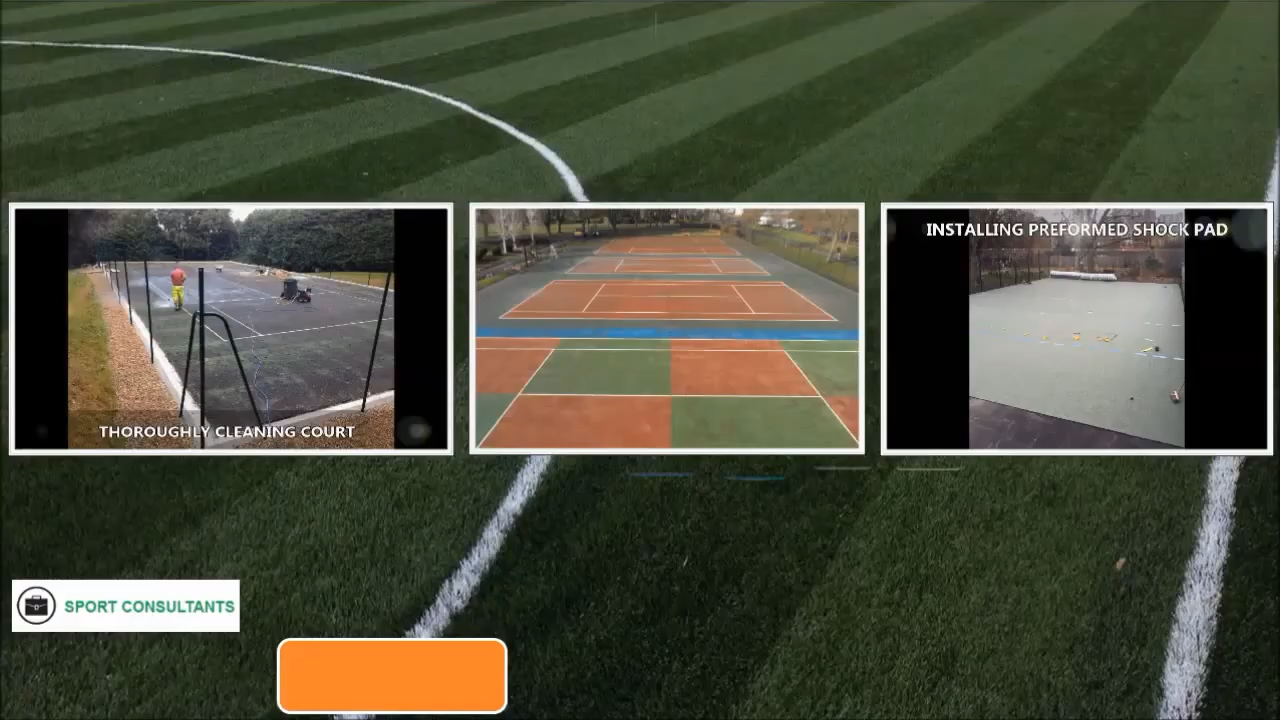 INSTALLING PREFORMED SHOCK PAD
THOROUGHLY CLEANING COURT
SPORT CONSULTANTS